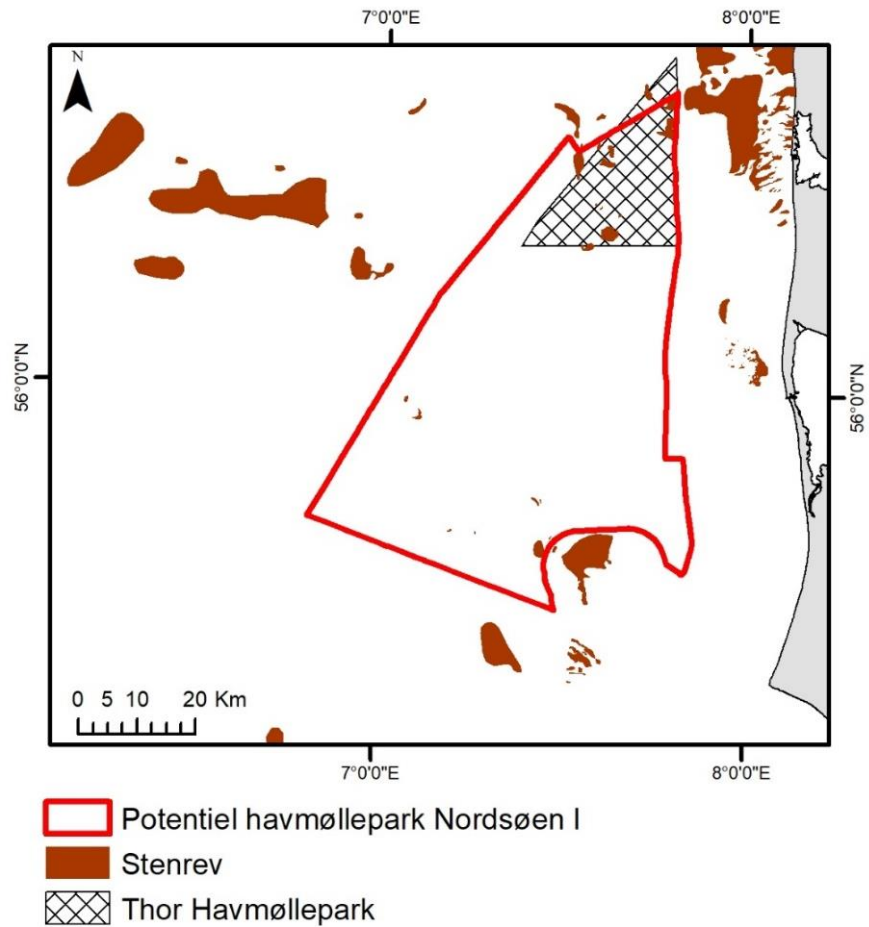 7°0'0"E 8°0'0"E
N
56°0'0"N 56°0'0"N
0 5 10 20 Km
7°0'0"E 8°0'0"E
Potentiel havmøllepark Nordsøen I
Stenrev
Thor Havmøllepark